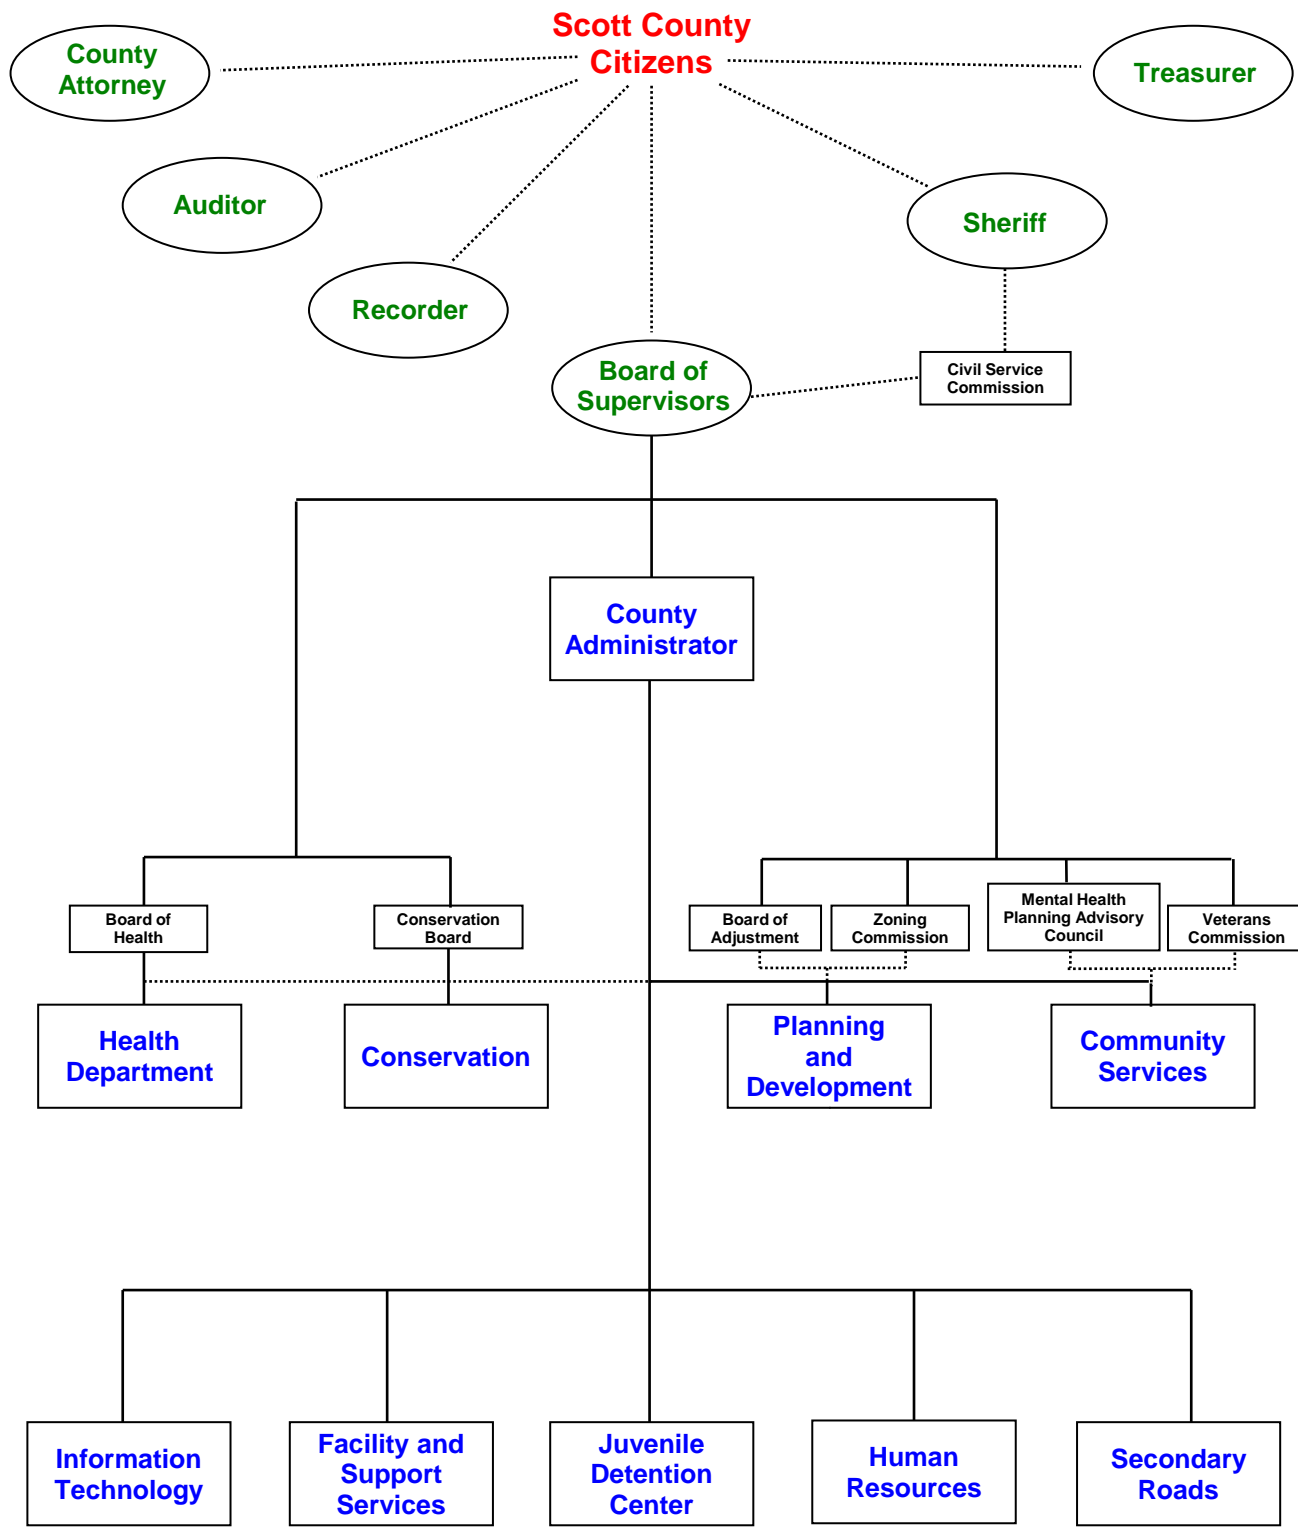 Scott County
Citizens
County
Attorney
Treasurer
Auditor
Sheriff
Recorder
Board of
Supervisors
Civil Service
Commission
County
Administrator
Board of
Health
Conservation
Board
Board of
Adjustment
Zoning
Commission
Mental Health
Planning Advisory
Council
Veterans
Commission
Health
Department
Conservation
Planning
and
Development
Community
Services
Information
Technology
Facility and
Support
Services
Juvenile
Detention
Center
Human
Resources
Secondary
Roads